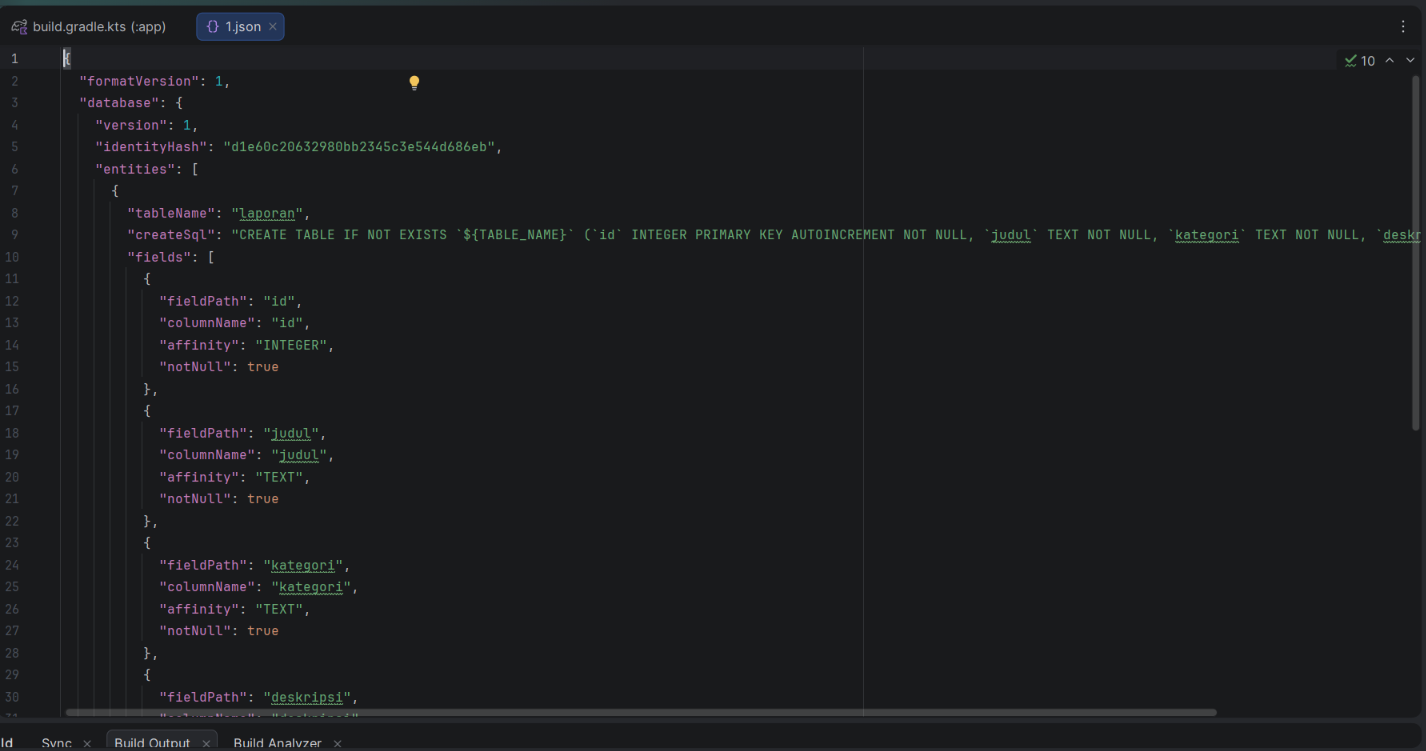 build.gradle.kts (:app)
{} 1.json
10
1 {
2 "formatVersion": 1,
3 "database": {
4 "version": 1,
5 "identityHash": "d1e60c20632980bb2345c3e544d686eb",
6 "entities": [
7 {
8 "tableName": "laporan",
9 "createSql": "CREATE TABLE IF NOT EXISTS `${TABLE_NAME}` (`id` INTEGER PRIMARY KEY AUTOINCREMENT NOT NULL, `judul` TEXT NOT NULL, `kategori` TEXT NOT NULL, `deskr
10 "fields": [
11 {
12 "fieldPath": "id",
13 "columnName": "id",
14 "affinity": "INTEGER",
15 "notNull": true
16 },
17 {
18 "fieldPath": "judul",
19 "columnName": "judul",
20 "affinity": "TEXT",
21 "notNull": true
22 },
23 {
24 "fieldPath": "kategori",
25 "columnName": "kategori",
26 "affinity": "TEXT",
27 "notNull": true
28 },
29 {
30 "fieldPath": "deskripsi",
ld Sync Build Output Build Analyzer